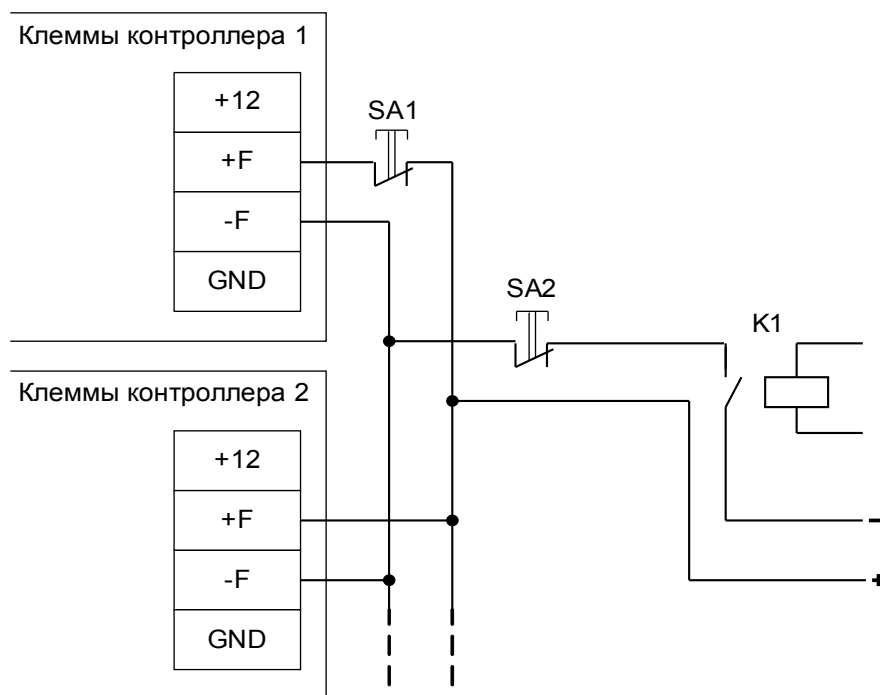 Клеммы контроллера 1
+12
SA1
+F
-F
GND
SA2
K1
Клеммы контроллера 2
+12
+F
-
-F
+
GND